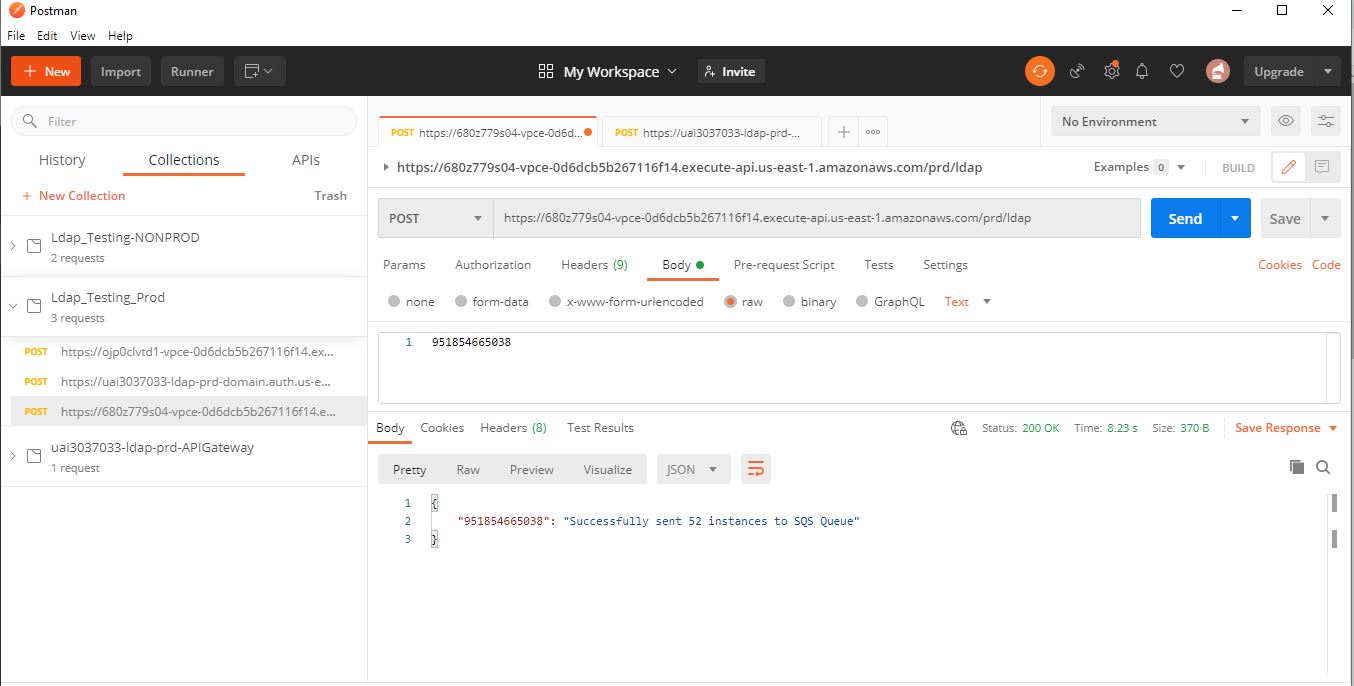 Postman
File Edit View Help
New Import Runner My Workspace Invite Upgrade
Filter
History Collections APIs
New Collection Trash
Ldap_Testing-NONPROD
2 requests
Ldap_Testing_Prod
3 requests
POST https://ojp0clvtd1-vpce-0d6dcb5b267116f14.ex...
POST https://uai3037033-ldap-prd-domain.auth.us-e...
POST https://680z779s04-vpce-0d6dcb5b267116f14.e...
uai3037033-ldap-prd-APIGateway
1 request
POST https://680z779s04-vpce-0d6d... POST https://uai3037033-ldap-prd-... No Environment
https://680z779s04-vpce-0d6dcb5b267116f14.execute-api.us-east-1.amazonaws.com/prd/ldap Examples 0 BUILD
POST https://680z779s04-vpce-0d6dcb5b267116f14.execute-api.us-east-1.amazonaws.com/prd/ldap Send Save
Params Authorization Headers (9) Body Pre-request Script Tests Settings Cookies Code
none form-data x-www-form-urlencoded raw binary GraphQL Text
1 951854665038
Body Cookies Headers (8) Test Results Status: 200 OK Time: 8.23 s Size: 370 B Save Response
Pretty Raw Preview Visualize JSON
1 {
2 "951854665038": "Successfully sent 52 instances to SQS Queue"
3 }